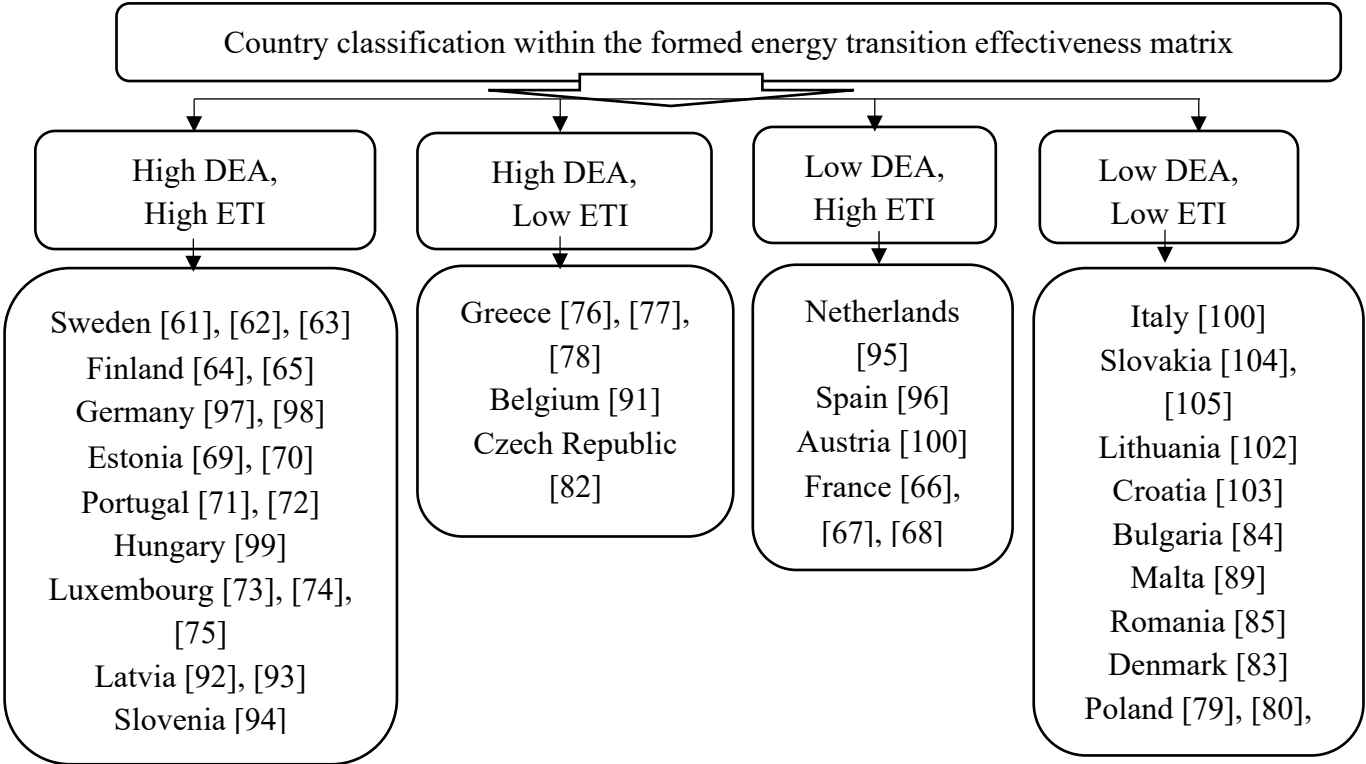 Country classification within the formed energy transition effectiveness matrix
High DEA,
High ETI
High DEA,
Low ETI
Low DEA,
High ETI
Low DEA,
Low ETI
Sweden [61], [62], [63]
Finland [64], [65]
Germany [97], [98]
Estonia [69], [70]
Portugal [71], [72]
Hungary [99]
Luxembourg [73], [74],
[75]
Latvia [92], [93]
Slovenia [94]
Greece [76], [77],
[78]
Belgium [91]
Czech Republic
[82]
Netherlands
[95]
Spain [96]
Austria [100]
France [66],
[67], [68]
Italy [100]
Slovakia [104],
[105]
Lithuania [102]
Croatia [103]
Bulgaria [84]
Malta [89]
Romania [85]
Denmark [83]
Poland [79], [80],